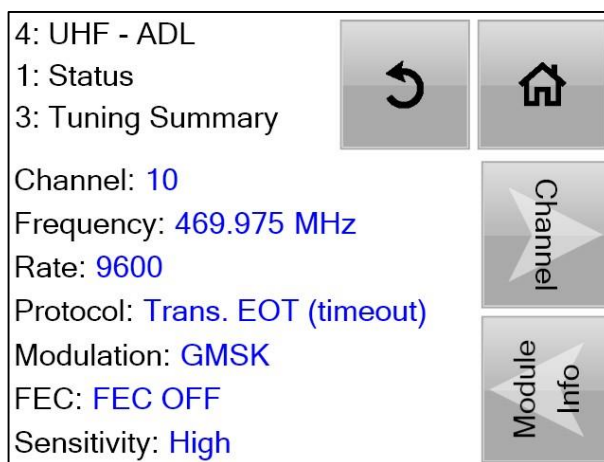 4: UHF - ADL
1: Status
3: Tuning Summary
Channel: 10
Frequency: 469.975 MHz
Rate: 9600
Protocol: Trans. EOT (timeout)
Modulation: GMSK
FEC: FEC OFF
Sensitivity: High
Channel
Module
Info